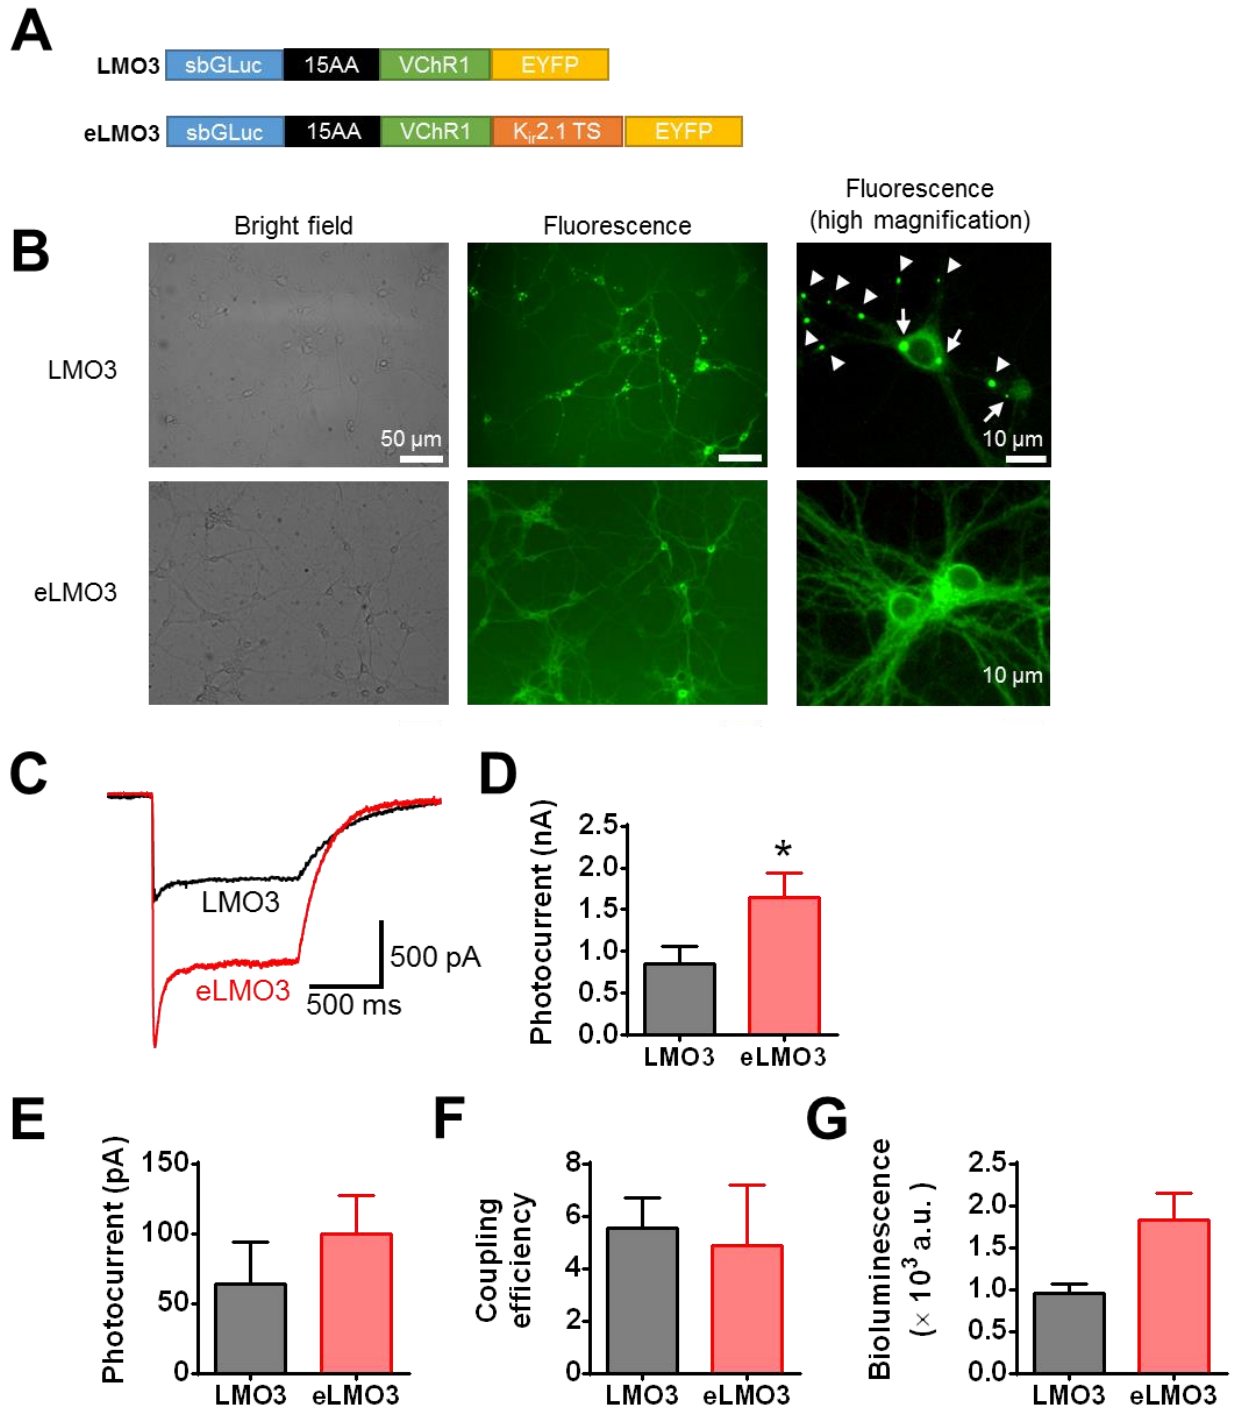 A
LMO3 sbGLuc 15AA VChR1 EYFP
eLMO3 sbGLuc 15AA VChR1 Kir2.1 TS EYFP
B
Bright field
Fluorescence
Fluorescence
(high magnification)
LMO3
50 µm
10 µm
eLMO3
10 µm
C
LMO3
eLMO3
500 pA
500 ms
D
Photocurrent (nA)
2.5
2.0
1.5
1.0
0.5
0.0
*
LMO3 eLMO3
E
Photocurrent (pA)
150
100
50
0
LMO3 eLMO3
F
Coupling
efficiency
8
6
4
2
0
LMO3 eLMO3
G
Bioluminescence
(× 10³ a.u. )
2.5
2.0
1.5
1.0
0.5
0.0
LMO3 eLMO3